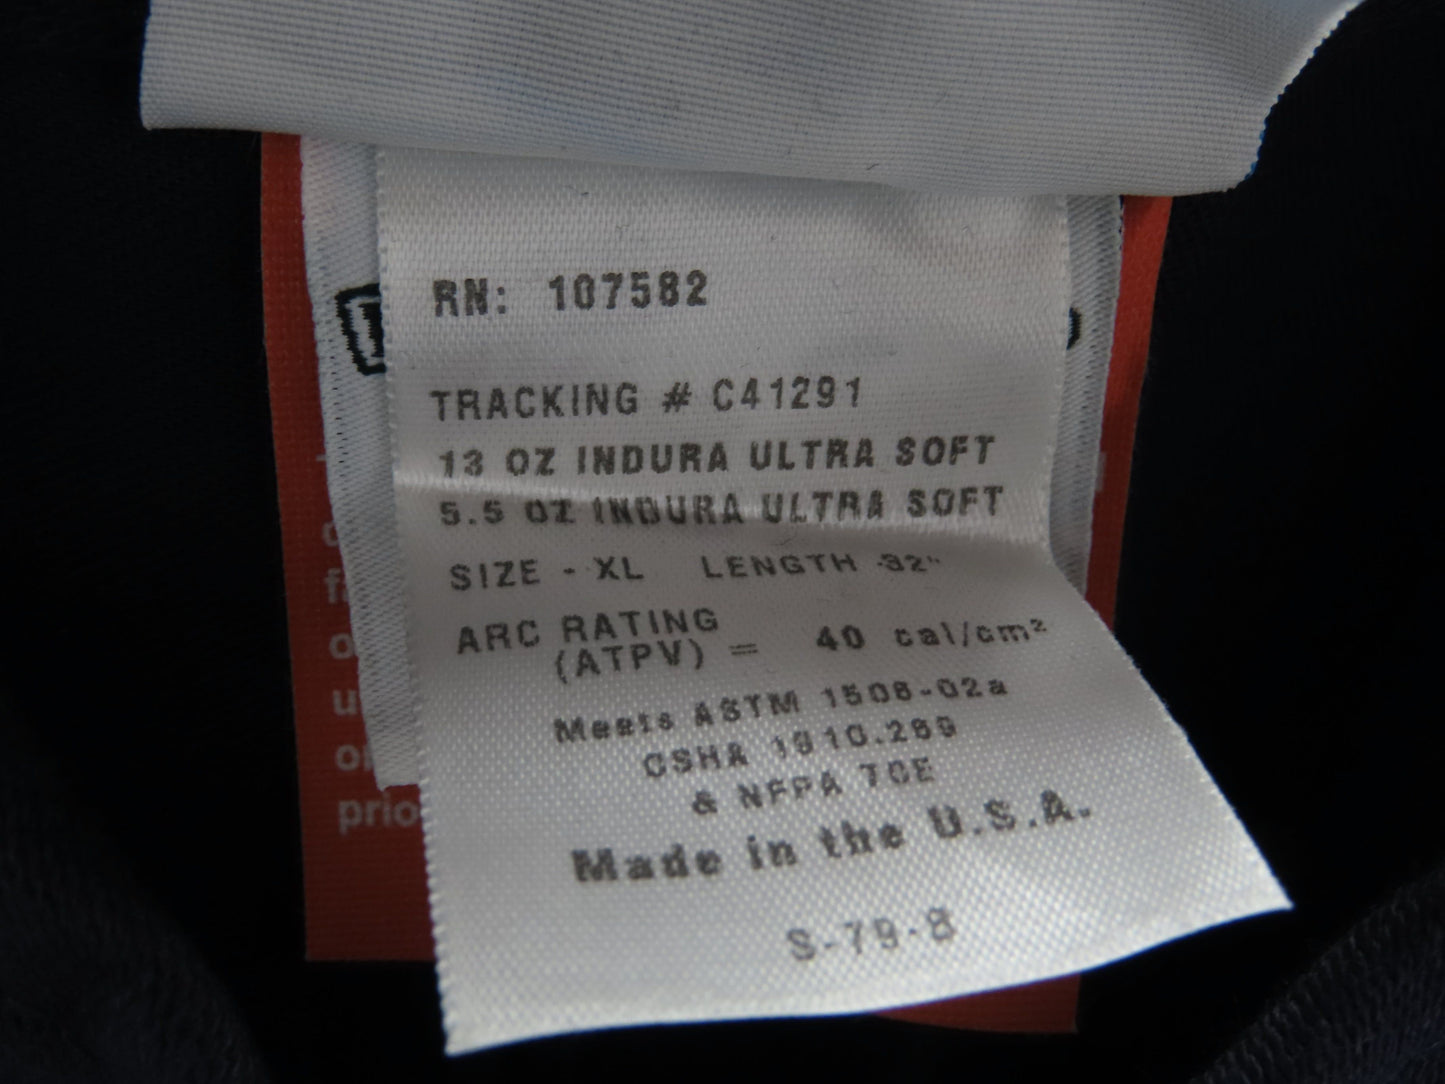 RN: 107582
TRACKING # C41291
13 OZ INDURA ULTRA SOFT
5.5 OZ INDURA ULTRA SOFT
SIZE - XL LENGTH 32"
ARC RATING
(ATPV) = 40 cal/cm²
Meets ASTM 1506-02a
OSHA 1910.269
& NFPA 70E
Made in the U.S.A.
S-79-8
prio